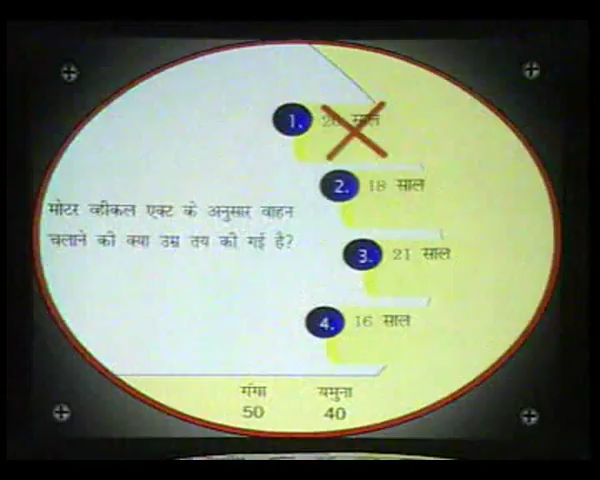 मोटर व्हीकल एक्ट के अनुसार वाहन
चलाने की क्या उम्र तय की गई है?
1. साल
2. 18 साल
3. 21 साल
4. 16 साल
गंगा यमुना
50 40